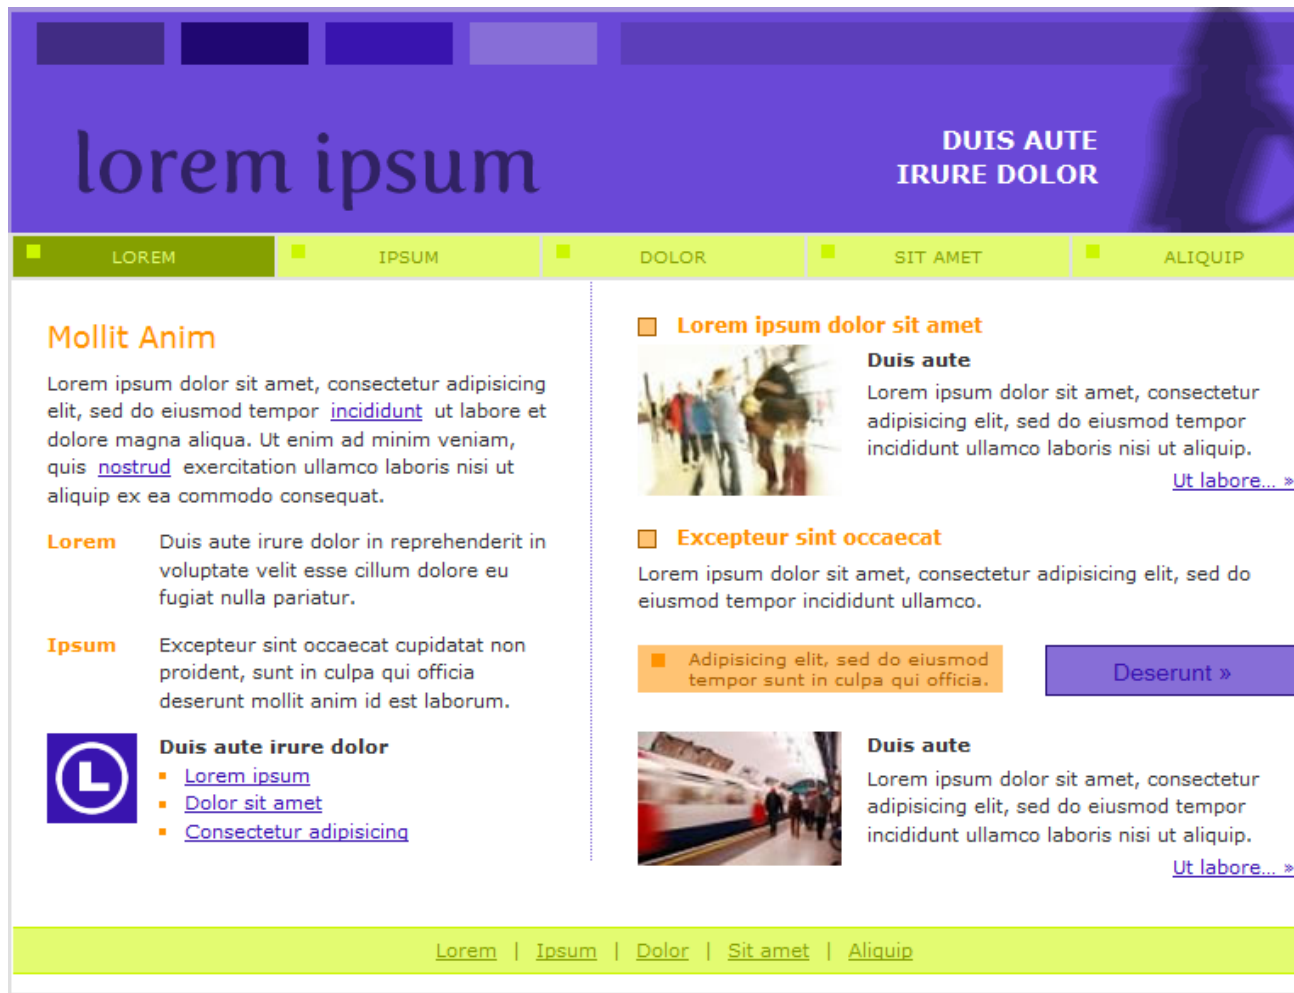 lorem ipsum
DUIS AUTE
IRURE DOLOR
LOREM
IPSUM
DOLOR
SIT AMET
ALIQUIP
Mollit Anim
Lorem ipsum dolor sit amet, consectetur adipisicing
elit, sed do eiusmod tempor incididunt ut labore et
dolore magna aliqua. Ut enim ad minim veniam,
quis nostrud exercitation ullamco laboris nisi ut
aliquip ex ea commodo consequat.
Lorem
Duis aute irure dolor in reprehenderit in
voluptate velit esse cillum dolore eu
fugiat nulla pariatur.
Ipsum
Excepteur sint occaecat cupidatat non
proident, sunt in culpa qui officia
deserunt mollit anim id est laborum.
L
Duis aute irure dolor
Lorem ipsum
Dolor sit amet
Consectetur adipisicing
Lorem ipsum dolor sit amet
Duis aute
Lorem ipsum dolor sit amet, consectetur
adipisicing elit, sed do eiusmod tempor
incididunt ullamco laboris nisi ut aliquip.
Ut labore... »
Excepteur sint occaecat
Lorem ipsum dolor sit amet, consectetur adipisicing elit, sed do
eiusmod tempor incididunt ullamco.
Adipisicing elit, sed do eiusmod
tempor sunt in culpa qui officia.
Deserunt »
Duis aute
Lorem ipsum dolor sit amet, consectetur
adipisicing elit, sed do eiusmod tempor
incididunt ullamco laboris nisi ut aliquip.
Ut labore... »
Lorem | Ipsum | Dolor | Sit amet | Aliquip